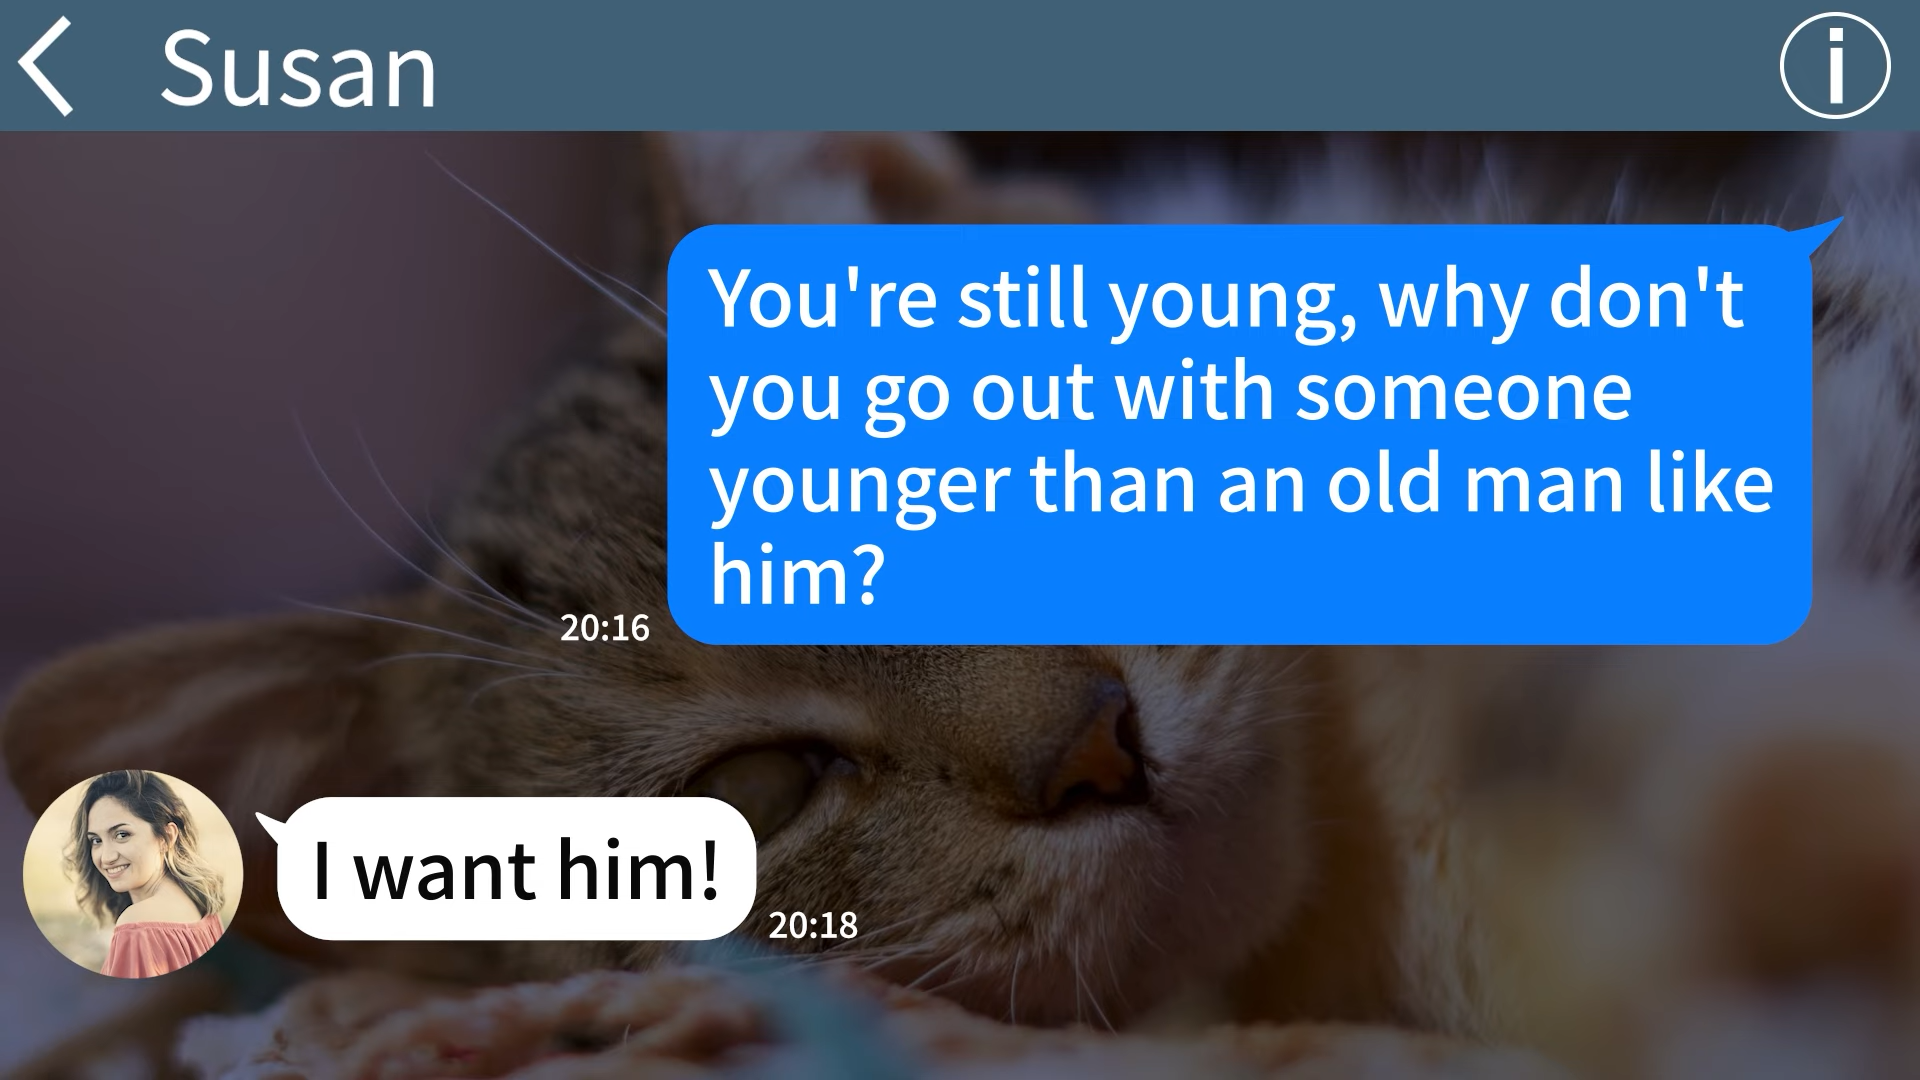 Susan
You're still young, why don't
you go out with someone
younger than an old man like
him?
20:16
I want him!
20:18